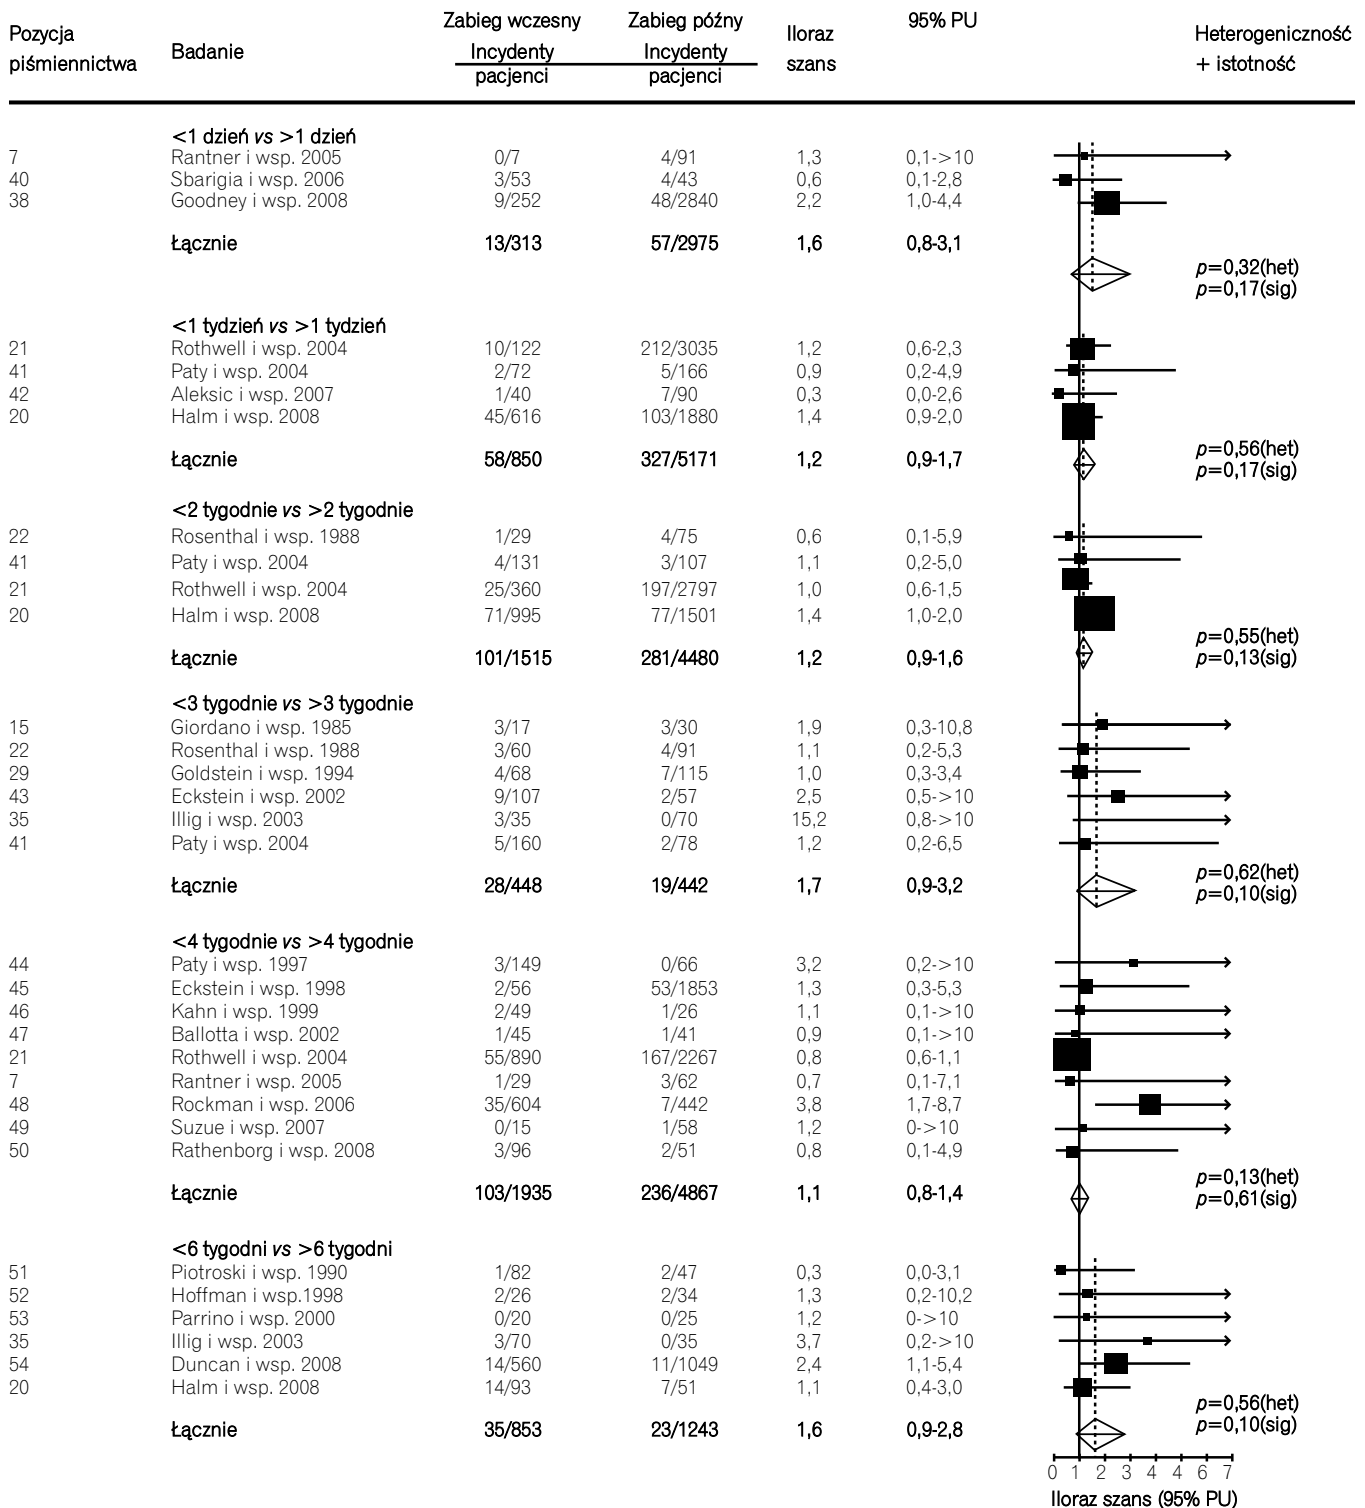 Pozycja piśmiennictwa Badanie Zabieg wczesny Incydenty pacjenci Zabieg późny Incydenty pacjenci Iloraz szans 95% PU Heterogeniczność + istotność
<1 dzień vs >1 dzień
7 Rantner i wsp. 2005 0/7 4/91 1,3 0,1->10
40 Sbarigia i wsp. 2006 3/53 4/43 0,6 0,1-2,8
38 Goodney i wsp. 2008 9/252 48/2840 2,2 1,0-4,4
Łącznie 13/313 57/2975 1,6 0,8-3,1
p=0,32(het)
p=0,17(sig)
<1 tydzień vs >1 tydzień
21 Rothwell i wsp. 2004 10/122 212/3035 1,2 0,6-2,3
41 Paty i wsp. 2004 2/72 5/166 0,9 0,2-4,9
42 Aleksic i wsp. 2007 1/40 7/90 0,3 0,0-2,6
20 Halm i wsp. 2008 45/616 103/1880 1,4 0,9-2,0
Łącznie 58/850 327/5171 1,2 0,9-1,7
p=0,56(het)
p=0,17(sig)
<2 tygodnie vs >2 tygodnie
22 Rosenthal i wsp. 1988 1/29 4/75 0,6 0,1-5,9
41 Paty i wsp. 2004 4/131 3/107 1,1 0,2-5,0
21 Rothwell i wsp. 2004 25/360 197/2797 1,0 0,6-1,5
20 Halm i wsp. 2008 71/995 77/1501 1,4 1,0-2,0
Łącznie 101/1515 281/4480 1,2 0,9-1,6
p=0,55(het)
p=0,13(sig)
<3 tygodnie vs >3 tygodnie
15 Giordano i wsp. 1985 3/17 3/30 1,9 0,3-10,8
22 Rosenthal i wsp. 1988 3/60 4/91 1,1 0,2-5,3
29 Goldstein i wsp. 1994 4/68 7/115 1,0 0,3-3,4
43 Eckstein i wsp. 2002 9/107 2/57 2,5 0,5->10
35 Illig i wsp. 2003 3/35 0/70 15,2 0,8->10
41 Paty i wsp. 2004 5/160 2/78 1,2 0,2-6,5
Łącznie 28/448 19/442 1,7 0,9-3,2
p=0,62(het)
p=0,10(sig)
<4 tygodnie vs >4 tygodnie
44 Paty i wsp. 1997 3/149 0/66 3,2 0,2->10
45 Eckstein i wsp. 1998 2/56 53/1853 1,3 0,3-5,3
46 Kahn i wsp. 1999 2/49 1/26 1,1 0,1->10
47 Ballotta i wsp. 2002 1/45 1/41 0,9 0,1->10
21 Rothwell i wsp. 2004 55/890 167/2267 0,8 0,6-1,1
7 Rantner i wsp. 2005 1/29 3/62 0,7 0,1-7,1
48 Rockman i wsp. 2006 35/604 7/442 3,8 1,7-8,7
49 Suzue i wsp. 2007 0/15 1/58 1,2 0->10
50 Rathenborg i wsp. 2008 3/96 2/51 0,8 0,1-4,9
Łącznie 103/1935 236/4867 1,1 0,8-1,4
p=0,13(het)
p=0,61(sig)
<6 tygodni vs >6 tygodni
51 Piotroski i wsp. 1990 1/82 2/47 0,3 0,0-3,1
52 Hoffman i wsp.1998 2/26 2/34 1,3 0,2-10,2
53 Parrino i wsp. 2000 0/20 0/25 1,2 0->10
35 Illig i wsp. 2003 3/70 0/35 3,7 0,2->10
54 Duncan i wsp. 2008 14/560 11/1049 2,4 1,1-5,4
20 Halm i wsp. 2008 14/93 7/51 1,1 0,4-3,0
Łącznie 35/853 23/1243 1,6 0,9-2,8
p=0,56(het)
p=0,10(sig)
0 1 2 3 4 4 6 7
Iloraz szans (95% PU)